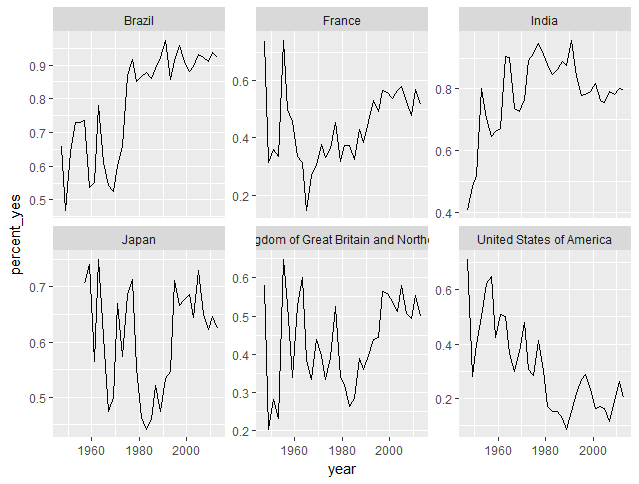 Brazil
France
India
0.9
0.8
0.7
0.6
0.5
0.6
0.4
0.2
0.8
0.6
0.4
percent_yes
Japan
gdom of Great Britain and Northe
United States of America
0.7
0.6
0.5
0.6
0.5
0.4
0.3
0.2
0.6
0.4
0.2
1960 1980 2000
1960 1980 2000
1960 1980 2000
year